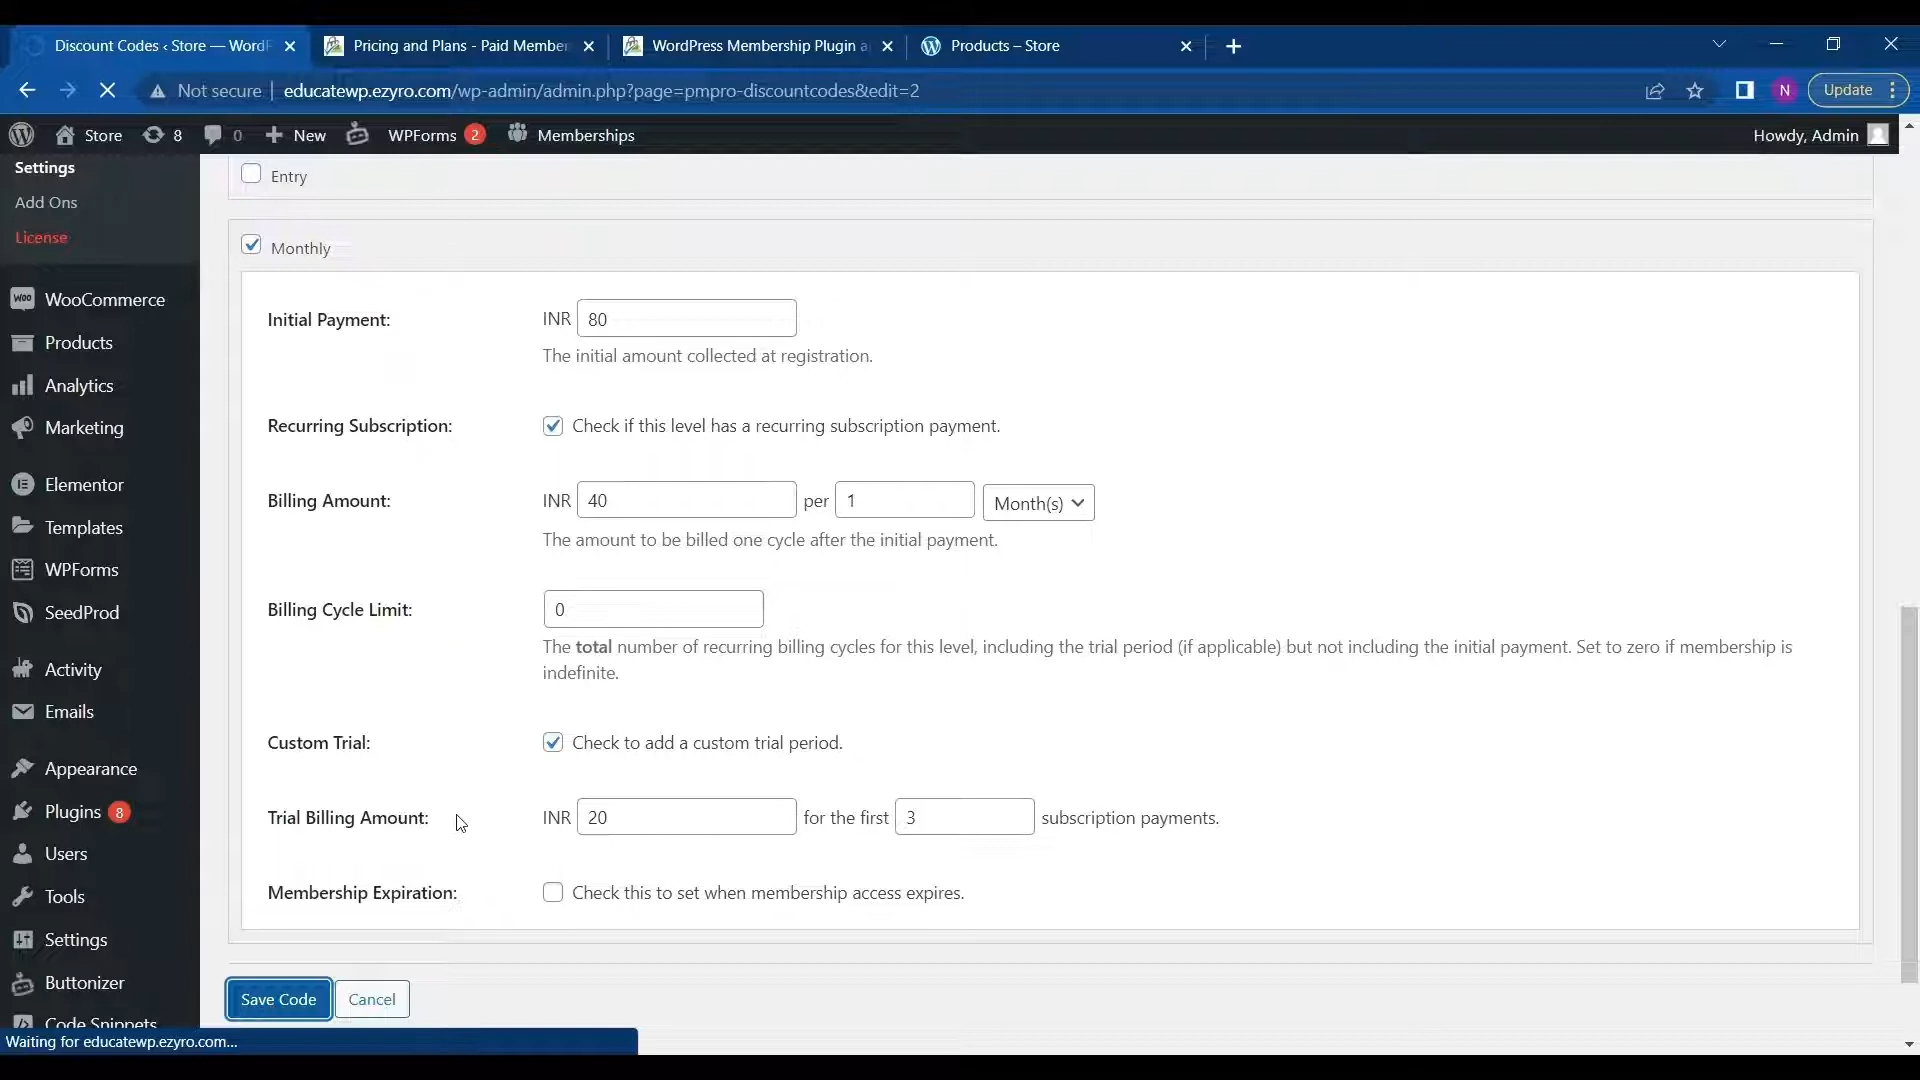 Discount Codes ‹ Store — WordP
Pricing and Plans - Paid Member
WordPress Membership Plugin a
Products – Store
Not secure
educatewp.ezyro.com/wp-admin/admin.php?page=pmpro-discountcodes&edit=2
N
Update
Store
8
0
New
WPForms 2
Memberships
Howdy, Admin
Settings
Add Ons
License
WooCommerce
Products
Analytics
Marketing
Elementor
Templates
WPForms
SeedProd
Activity
Emails
Appearance
Plugins 8
Users
Tools
Settings
Buttonizer
Code Snippets
Entry
Monthly
Initial Payment:
INR 80
The initial amount collected at registration.
Recurring Subscription:
Check if this level has a recurring subscription payment.
Billing Amount:
INR 40 per 1 Month(s)
The amount to be billed one cycle after the initial payment.
Billing Cycle Limit:
0
The total number of recurring billing cycles for this level, including the trial period (if applicable) but not including the initial payment. Set to zero if membership is
indefinite.
Custom Trial:
Check to add a custom trial period.
Trial Billing Amount:
INR 20 for the first 3 subscription payments.
Membership Expiration:
Check this to set when membership access expires.
Save Code
Cancel
Waiting for educatewp.ezyro.com...